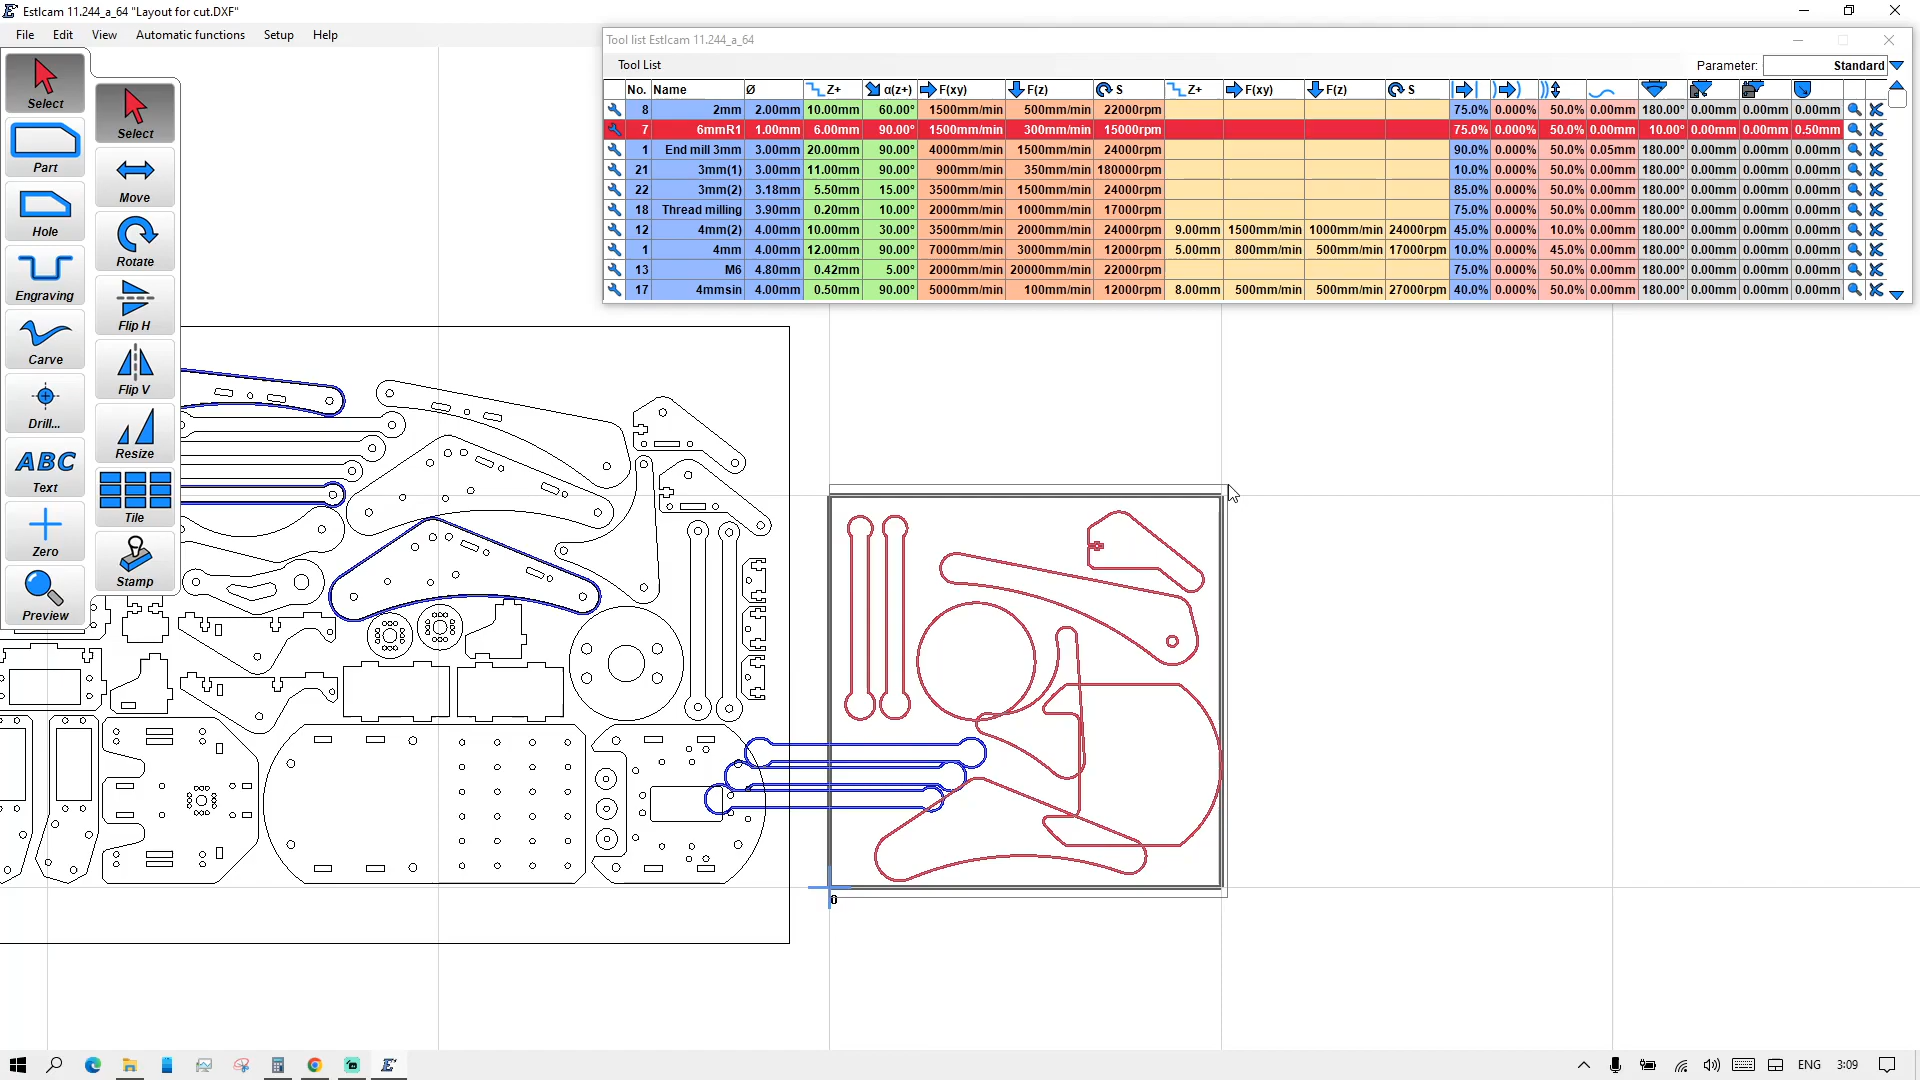 Estlcam 11.244_a_64 "Layout for cut.DXF"
File Edit View Automatic functions Setup Help
Select
Part
Hole
Engraving
Carve
Drill...
ABC
Text
Zero
Preview
Select
Move
Rotate
Flip H
Flip V
Resize
Tile
Stamp
Tool list Estlcam 11.244_a_64
Tool List Parameter: Standard
No. Name Ø Z+ α(z+) F(xy) F(z) S Z+ F(xy) F(z) S
8 2mm 2.00mm 10.00mm 60.00° 1500mm/min 500mm/min 22000rpm 75.0% 0.000% 50.0% 0.00mm 180.00° 0.00mm 0.00mm 0.00mm
7 6mmR1 1.00mm 6.00mm 90.00° 1500mm/min 300mm/min 15000rpm 75.0% 0.000% 50.0% 0.00mm 10.00° 0.00mm 0.00mm 0.50mm
1 End mill 3mm 3.00mm 20.00mm 90.00° 4000mm/min 1500mm/min 24000rpm 90.0% 0.000% 50.0% 0.05mm 180.00° 0.00mm 0.00mm 0.00mm
21 3mm(1) 3.00mm 11.00mm 90.00° 900mm/min 350mm/min 180000rpm 10.0% 0.000% 50.0% 0.00mm 180.00° 0.00mm 0.00mm 0.00mm
22 3mm(2) 3.18mm 5.50mm 15.00° 3500mm/min 1500mm/min 24000rpm 85.0% 0.000% 50.0% 0.00mm 180.00° 0.00mm 0.00mm 0.00mm
18 Thread milling 3.90mm 0.20mm 10.00° 2000mm/min 1000mm/min 17000rpm 75.0% 0.000% 50.0% 0.00mm 180.00° 0.00mm 0.00mm 0.00mm
12 4mm(2) 4.00mm 10.00mm 30.00° 3500mm/min 2000mm/min 24000rpm 9.00mm 1500mm/min 1000mm/min 24000rpm 45.0% 0.000% 10.0% 0.00mm 180.00° 0.00mm 0.00mm 0.00mm
1 4mm 4.00mm 12.00mm 90.00° 7000mm/min 3000mm/min 12000rpm 5.00mm 800mm/min 500mm/min 17000rpm 10.0% 0.000% 45.0% 0.00mm 180.00° 0.00mm 0.00mm 0.00mm
13 M6 4.80mm 0.42mm 5.00° 2000mm/min 20000mm/min 22000rpm 75.0% 0.000% 50.0% 0.00mm 180.00° 0.00mm 0.00mm 0.00mm
17 4mmsin 4.00mm 0.50mm 90.00° 5000mm/min 100mm/min 12000rpm 8.00mm 500mm/min 500mm/min 27000rpm 40.0% 0.000% 50.0% 0.00mm 180.00° 0.00mm 0.00mm 0.00mm
0
ENG 3:09